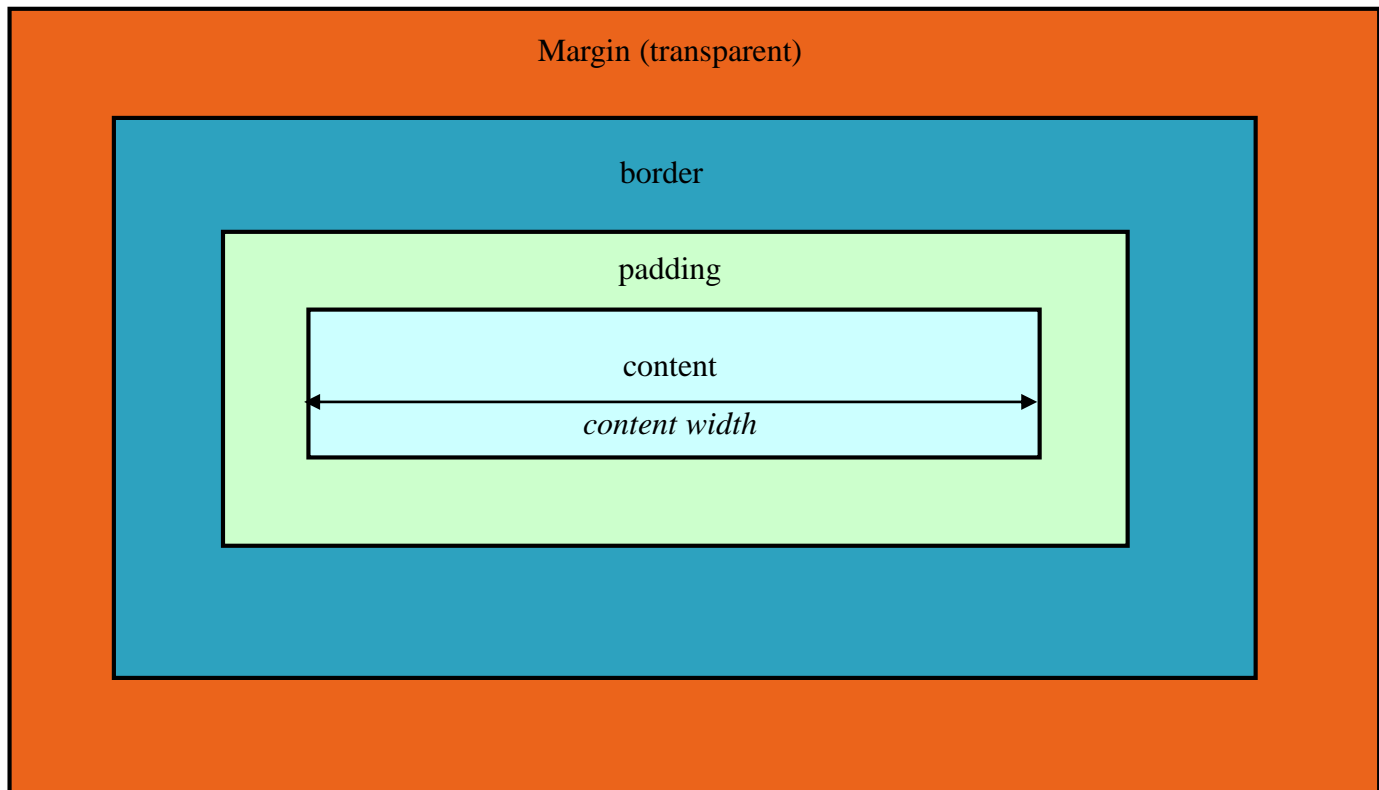 Margin (transparent)
border
padding
content
content width